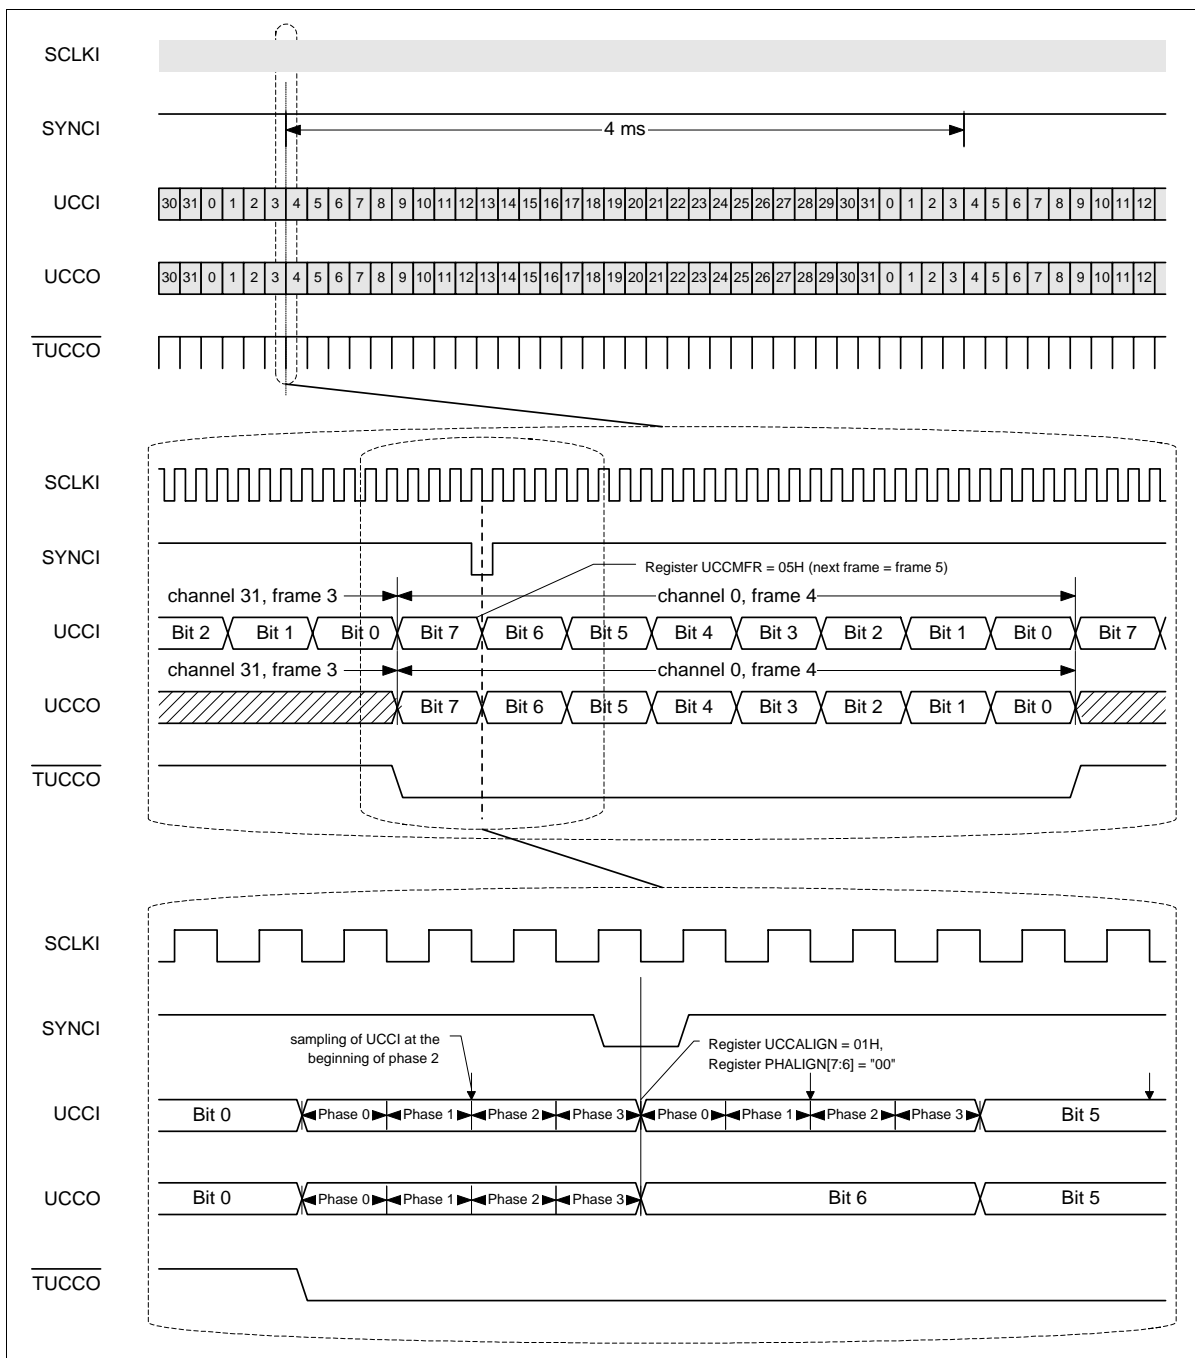 SCLKI
SYNCI
4 ms
UCCI
30 31 0 1 2 3 4 5 6 7 8 9 10 11 12 13 14 15 16 17 18 19 20 21 22 23 24 25 26 27 28 29 30 31 0 1 2 3 4 5 6 7 8 9 10 11 12
UCCO
30 31 0 1 2 3 4 5 6 7 8 9 10 11 12 13 14 15 16 17 18 19 20 21 22 23 24 25 26 27 28 29 30 31 0 1 2 3 4 5 6 7 8 9 10 11 12
TUCCO
SCLKI
SYNCI
Register UCCMFR = 05H (next frame = frame 5)
channel 31, frame 3 channel 0, frame 4
UCCI Bit 2 Bit 1 Bit 0 Bit 7 Bit 6 Bit 5 Bit 4 Bit 3 Bit 2 Bit 1 Bit 0 Bit 7
channel 31, frame 3 channel 0, frame 4
UCCO Bit 7 Bit 6 Bit 5 Bit 4 Bit 3 Bit 2 Bit 1 Bit 0
TUCCO
SCLKI
SYNCI
sampling of UCCI at the
beginning of phase 2
Register UCCALIGN = 01H,
Register PHALIGN[7:6] = "00"
UCCI Bit 0 Phase 0 Phase 1 Phase 2 Phase 3 Phase 0 Phase 1 Phase 2 Phase 3 Bit 5
UCCO Bit 0 Phase 0 Phase 1 Phase 2 Phase 3 Bit 6 Bit 5
TUCCO